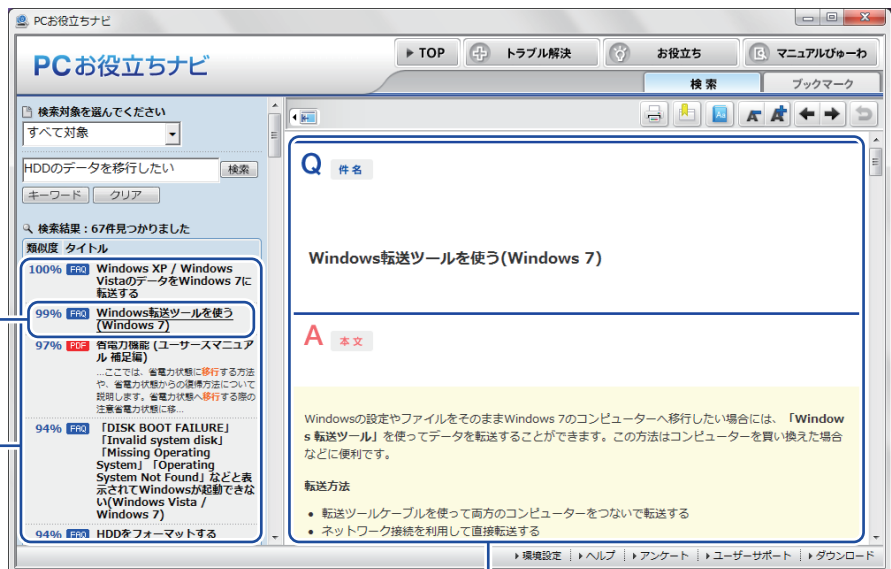 PCお役立ちナビ
PCお役立ちナビ
TOP
トラブル解決
お役立ち
マニュアルびゅーわ
検索
ブックマーク
検索対象を選んでください
すべて対象
HDDのデータを移行したい
検索
キーワード
クリア
検索結果：67件見つかりました
類似度 タイトル
100% FAQ Windows XP / Windows
VistaのデータをWindows 7に
転送する
99% FAQ Windows転送ツールを使う
(Windows 7)
97% PDF 省電力機能 (ユーザーズマニュア
ル 補足編)
...ここでは、省電力状態に移行する方法
や、省電力状態からの復帰方法について
説明します。省電力状態へ移行する際の
注意省電力状態に移...
94% FAQ 「DISK BOOT FAILURE」
「Invalid system disk」
「Missing Operating
System」「Operating
System Not Found」などと表
示されてWindowsが起動できな
い(Windows Vista /
Windows 7)
94% FAQ HDDをフォーマットする
Q 件名
Windows転送ツールを使う(Windows 7)
A 本文
Windowsの設定やファイルをそのままWindows 7のコンピューターへ移行したい場合には、「Window
s 転送ツール」を使ってデータを転送することができます。この方法はコンピューターを買い換えた場合
などに便利です。
転送方法
• 転送ツールケーブルを使って両方のコンピューターをつないで転送する
• ネットワーク接続を利用して直接転送する
環境設定 ヘルプ アンケート ユーザーサポート ダウンロード